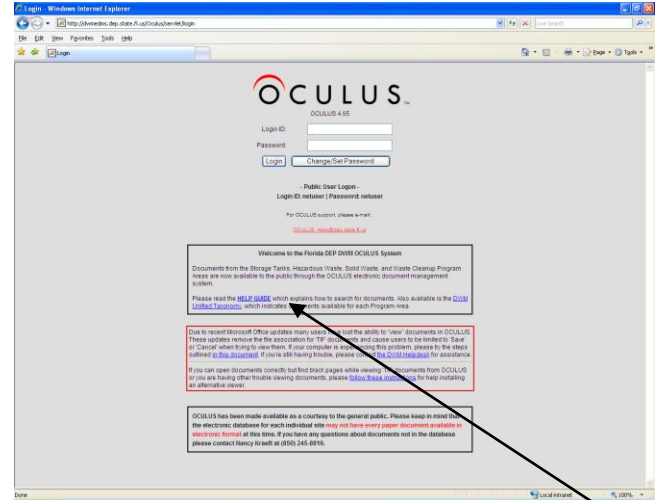 Login - Windows Internet Explorer
http://dwmedms.dep.state.fl.us/Oculus/servlet/login
Live Search
File Edit View Favorites Tools Help
Login
Page Tools
OCULUS™
OCULUS 4.65
Login ID:
Password:
Login Change/Set Password
- Public User Logon -
Login ID: netuser | Password: netuser
For OCULUS support, please e-mail:
Welcome to the Florida DEP DWM OCULUS System
Documents from the Storage Tanks, Hazardous Waste, Solid Waste, and Waste Cleanup Program
Areas are now available to the public through the OCULUS electronic document management
system.
Please read the HELP GUIDE which explains how to search for documents. Also available is the DWM
Unified Taxonomy, which indicates documents available for each Program Area.
Due to recent Microsoft Office updates many users have lost the ability to 'view' documents in OCULUS.
These updates remove the file association for 'TIF' documents and cause users to be limited to 'Save'
or 'Cancel' when trying to view them. If your computer is experiencing this problem, please try the steps
outlined in this document. If you're still having trouble, please contact the DWM Helpdesk for assistance.
If you can open documents correctly but find black pages while viewing 'TIF' documents from OCULUS
or you are having other trouble viewing documents, please follow these instructions for help installing
an alternative viewer.
OCULUS has been made available as a courtesy to the general public. Please keep in mind that
the electronic database for each individual site may not have every paper document available in
electronic format at this time. If you have any questions about documents not in the database
please contact Nancy Kraeft at (850)
245-8816.
Done
Local intranet
100%